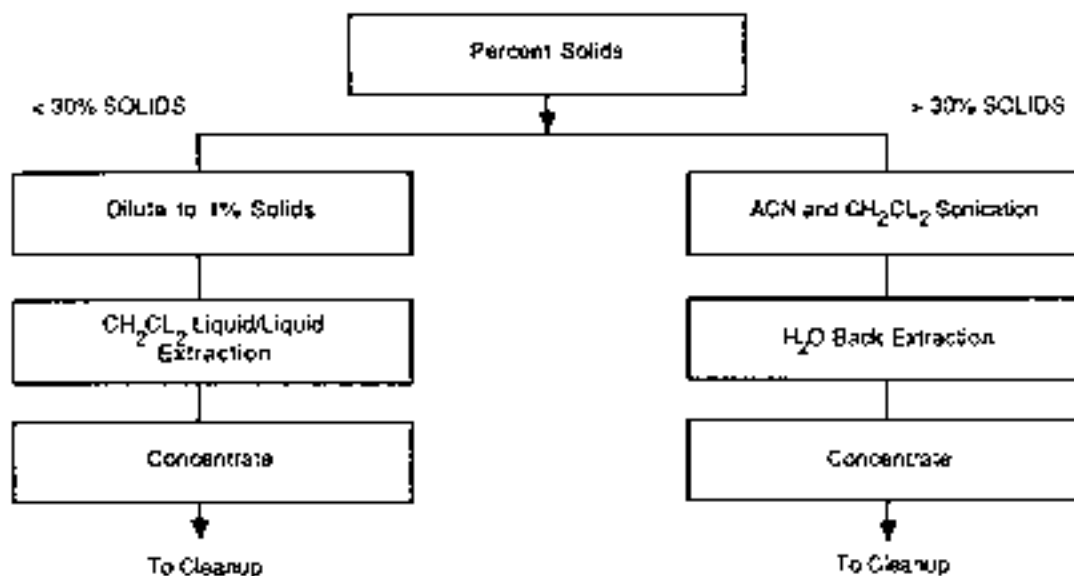 Percent Solids
< 30% SOLIDS
> 30% SOLIDS
Dilute to 1% Solids
ACN and CH2CL2 Sonication
CH2CL2 Liquid/Liquid
Extraction
H2O Back Extraction
Concentrate
Concentrate
To Cleanup
To Cleanup